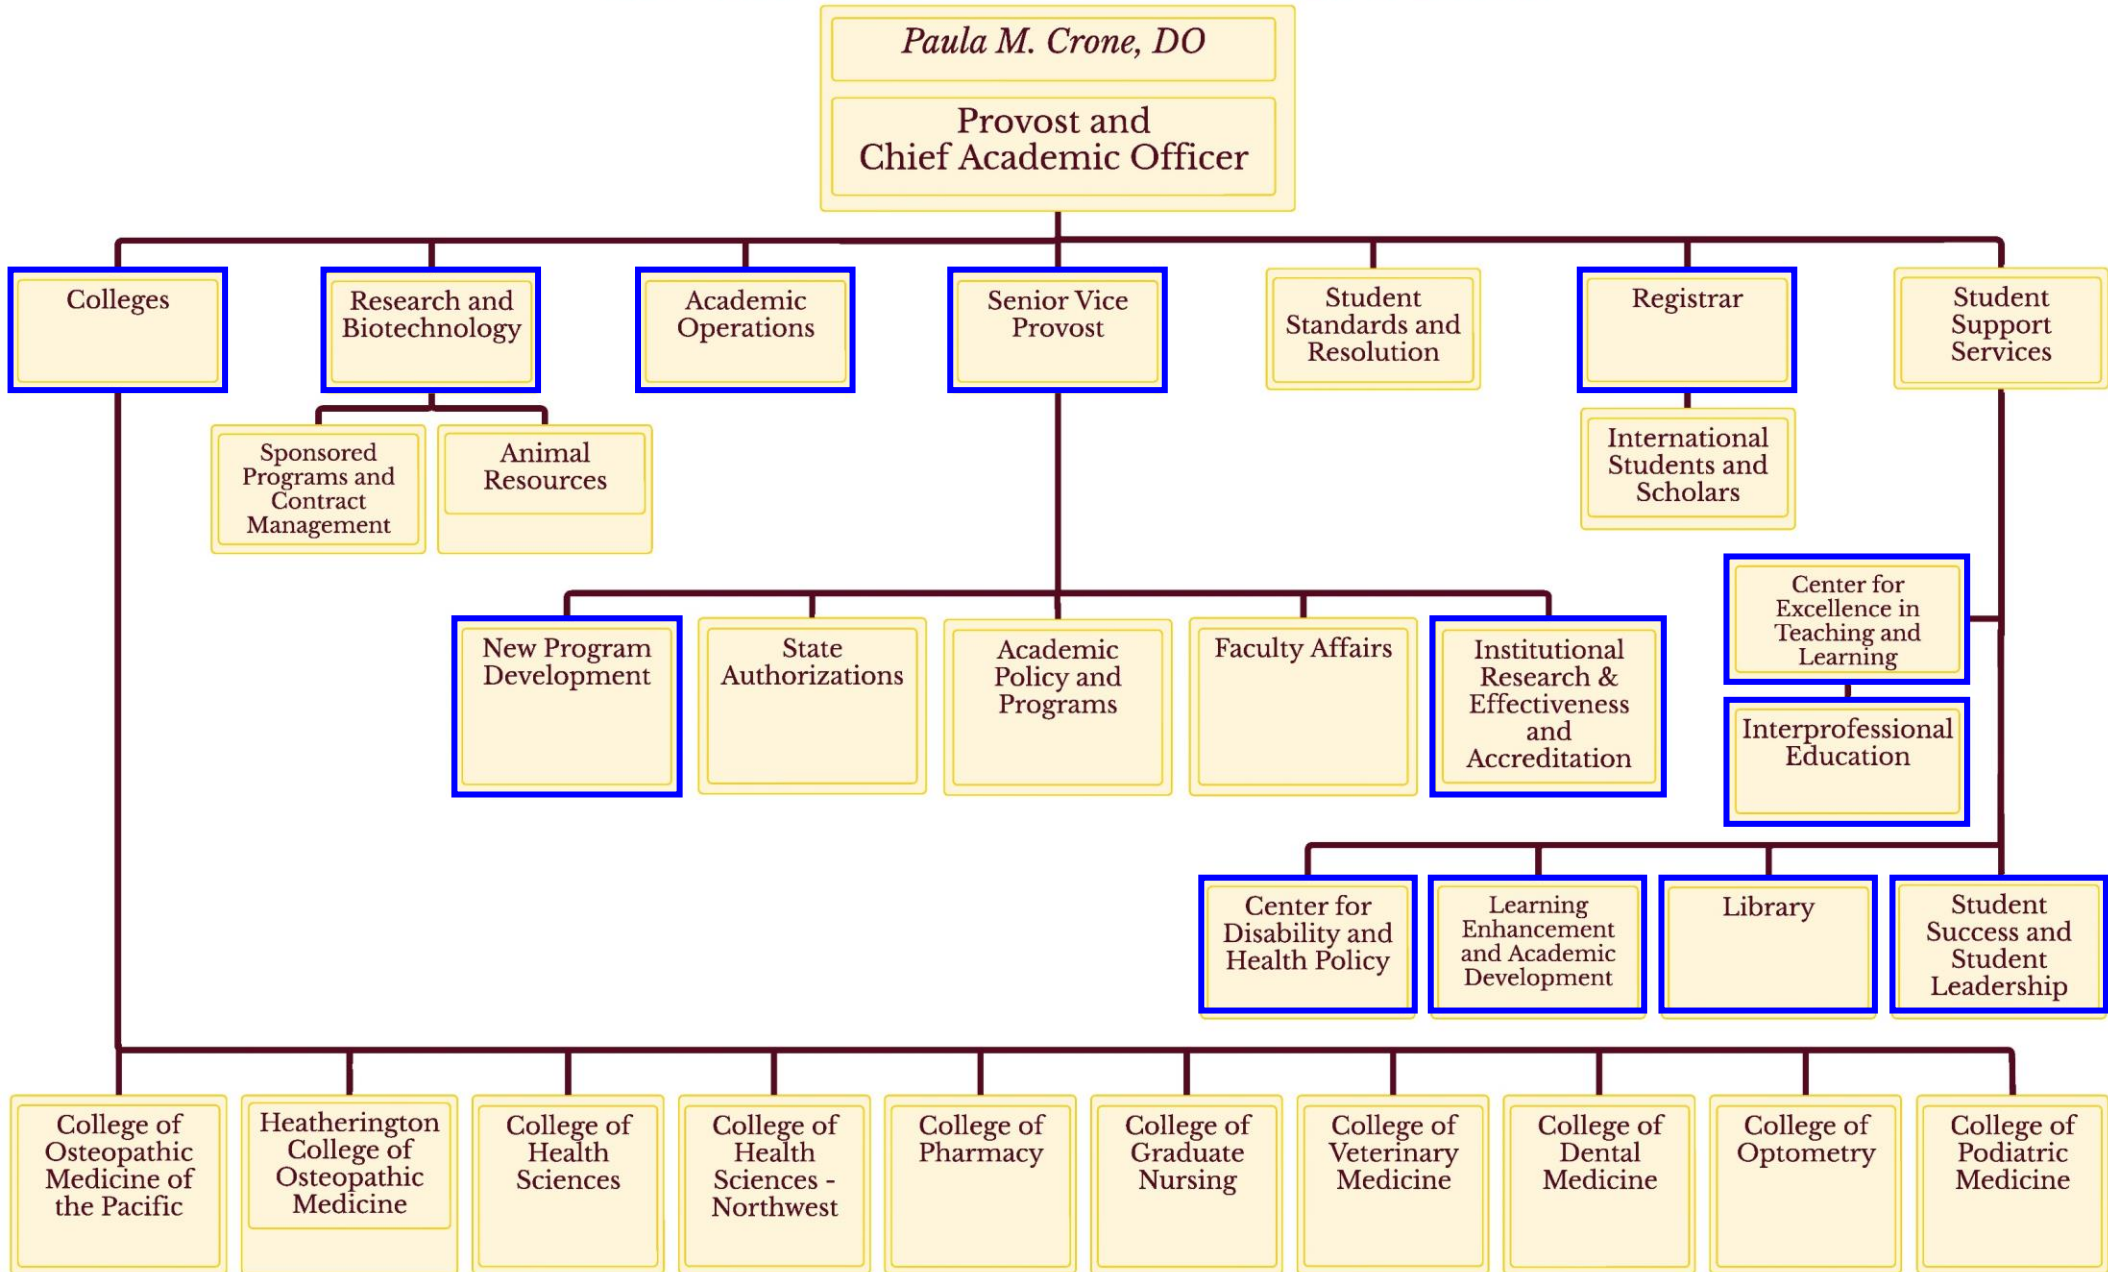 Paula M. Crone, DO
Provost and
Chief Academic Officer
Colleges
Research and
Biotechnology
Academic
Operations
Senior Vice
Provost
Student
Standards and
Resolution
Registrar
Student
Support
Services
Sponsored
Programs and
Contract
Management
Animal
Resources
International
Students and
Scholars
Center for
Excellence in
Teaching and
Learning
Interprofessional
Education
New Program
Development
State
Authorizations
Academic
Policy and
Programs
Faculty Affairs
Institutional
Research &
Effectiveness
and
Accreditation
Center for
Disability and
Health Policy
Learning
Enhancement
and Academic
Development
Library
Student
Success and
Student
Leadership
College of
Osteopathic
Medicine of
the Pacific
Heatherington
College of
Osteopathic
Medicine
College of
Health
Sciences
College of
Health
Sciences -
Northwest
College of
Pharmacy
College of
Graduate
Nursing
College of
Veterinary
Medicine
College of
Dental
Medicine
College of
Optometry
College of
Podiatric
Medicine